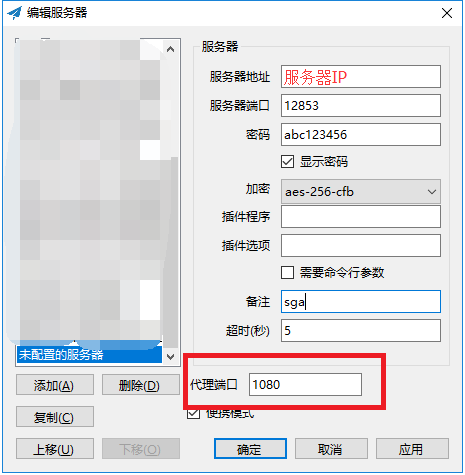 编辑服务器
服务器
服务器地址 服务器IP
服务器端口 12853
密码 abc123456
显示密码
加密 aes-256-cfb
插件程序
插件选项
需要命令行参数
备注 sga
超时(秒) 5
未配置的服务器
代理端口 1080
添加(A) 删除(D)
便携模式
复制(C)
上移(U) 下移(O) 确定 取消 应用